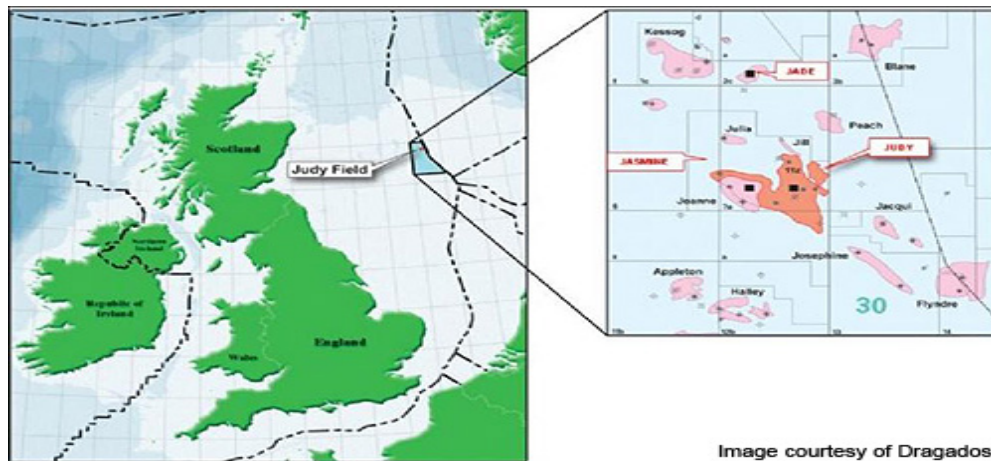 Scotland
Judy Field
Northern
Ireland
Republic of
Ireland
Wales
England
Kessog
Blane
JADE
Julia
Peach
Jill
JUDY
JASMINE
Joanne
Jacqui
Josephine
Appleton
Halley
30
Flyndre
Image courtesy of Dragados